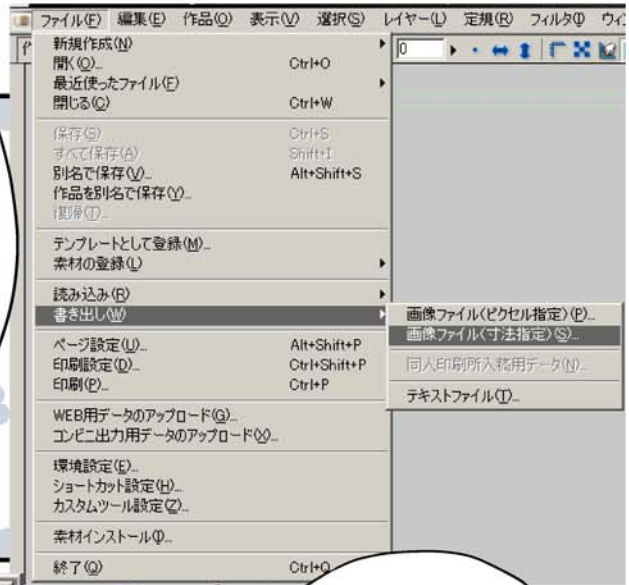 ファイル(F) 編集(E) 作品(O) 表示(V) 選択(S) レイヤー(L) 定規(R) フィルタ(I)
新規作成(N)
開く(O)... Ctrl+O
最近使ったファイル(F)
閉じる(C) Ctrl+W
保存(S) Ctrl+S
すべて保存(A) Shift+I
別名で保存(V)... Alt+Shift+S
作品を別名で保存(Y)...
復帰(T)...
テンプレートとして登録(M)...
素材の登録(L)
読み込み(R)
書き出し(W)
画像ファイル(ピクセル指定)(P)...
画像ファイル(寸法指定)(S)...
同人印刷所入稿用データ(N)...
テキストファイル(T)...
ページ設定(U)... Alt+Shift+P
印刷設定(D)... Ctrl+Shift+P
印刷(P)... Ctrl+P
WEB用データのアップロード(G)...
コンビニ出力用データのアップロード(X)...
環境設定(E)...
ショートカット設定(H)...
カスタムツール設定(Z)...
素材インストール(I)...
終了(Q) Ctrl+Q